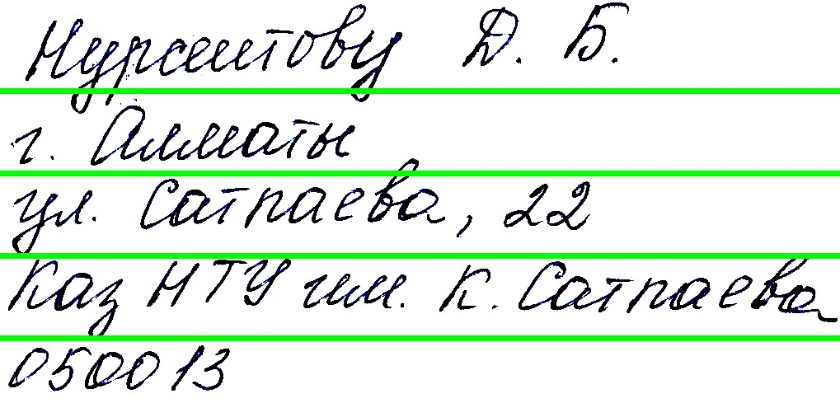 Нурсеитову Д. Б.
г. Алматы
ул. Сатпаева, 22
Каз НТУ им. К. Сатпаева
050013